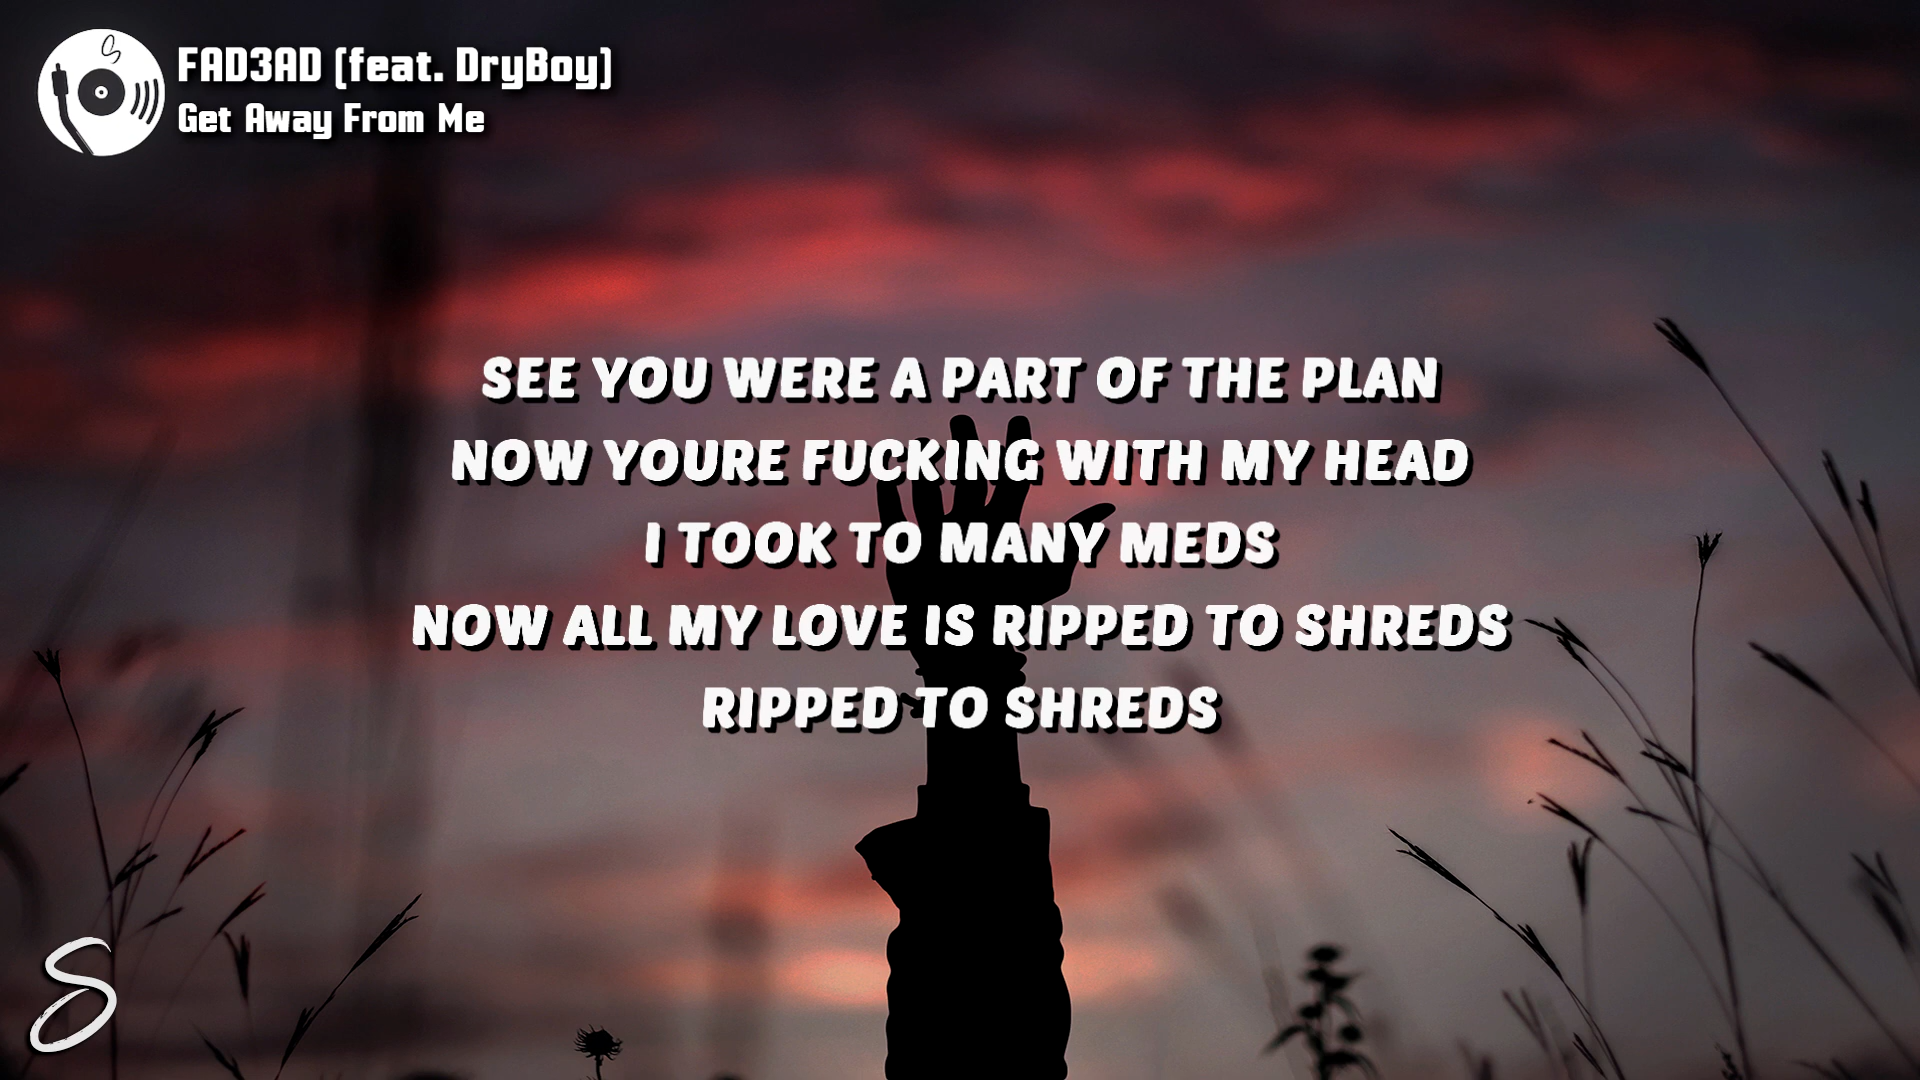 FAD3AD (feat. DryBoy)
Get Away From Me
SEE YOU WERE A PART OF THE PLAN
NOW YOURE FUCKING WITH MY HEAD
I TOOK TO MANY MEDS
NOW ALL MY LOVE IS RIPPED TO SHREDS
RIPPED TO SHREDS
S